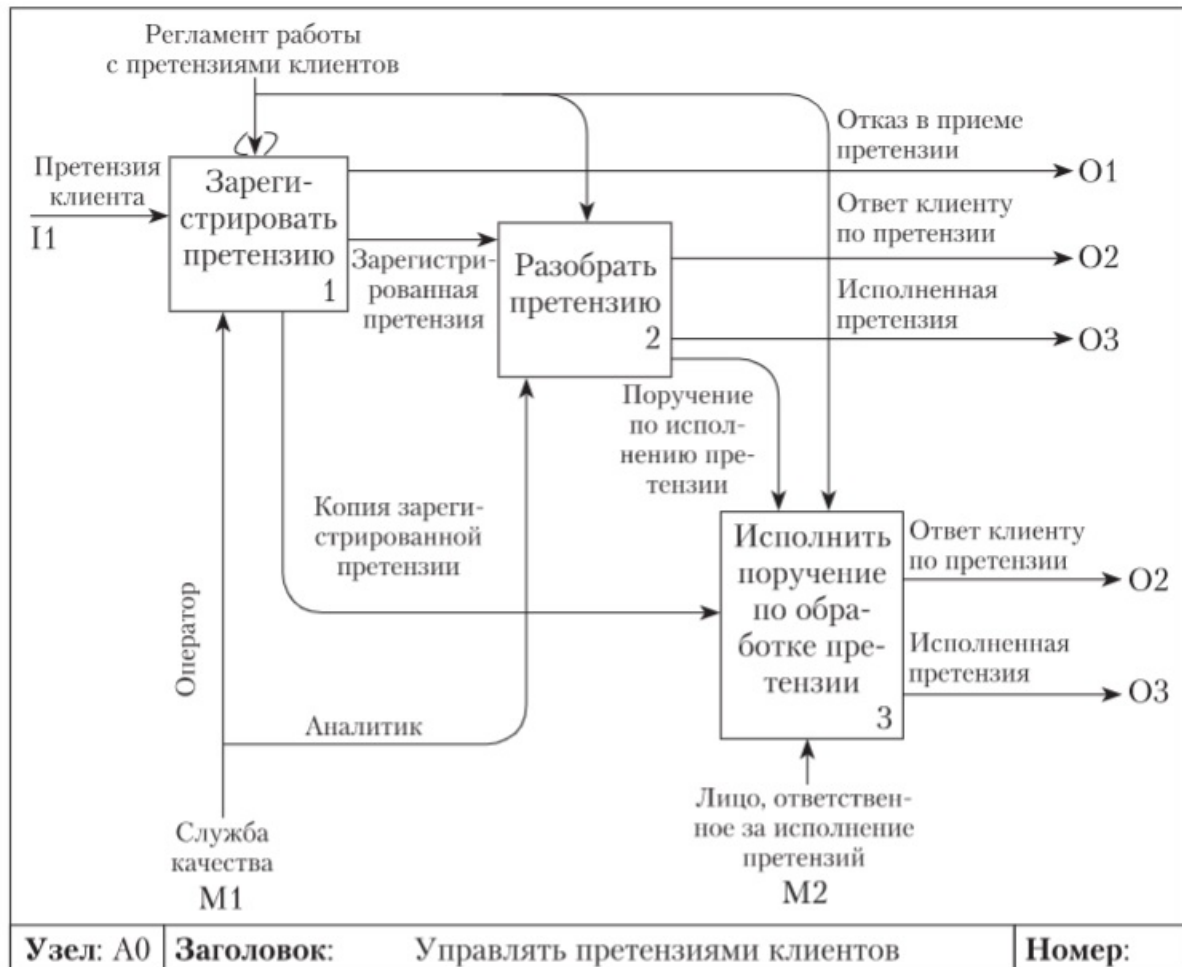 Регламент работы
с претензиями клиентов
Претензия
клиента
I1
Зареги-
стрировать
претензию
1
Отказ в приеме
претензии
O1
Зарегистри-
рованная
претензия
Разобрать
претензию
2
Ответ клиенту
по претензии
O2
Исполненная
претензия
O3
Поручение
по испол-
нению пре-
тензии
Копия зареги-
стрированной
претензии
Исполнить
поручение
по обра-
ботке пре-
тензии
3
Ответ клиенту
по претензии
O2
Исполненная
претензия
O3
Оператор
Аналитик
Служба
качества
M1
Лицо, ответствен-
ное за исполнение
претензий
M2
Узел: A0 Заголовок: Управлять претензиями клиентов Номер: